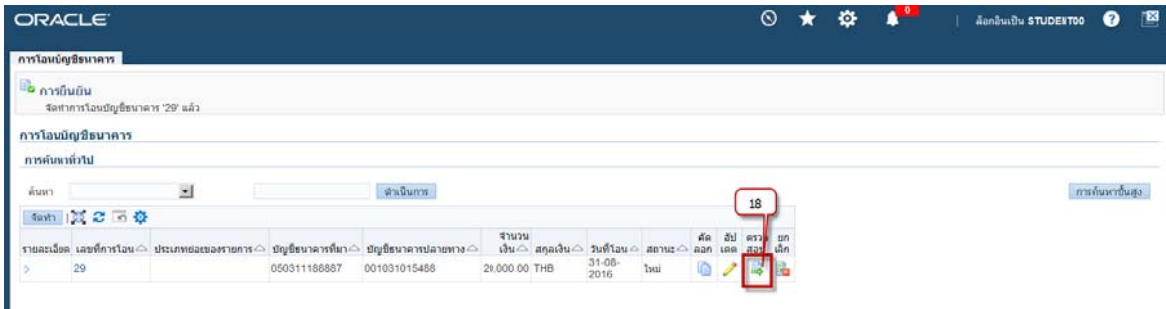 ORACLE
0
ล็อกอินเป็น STUDENT00
การโอนบัญชีธนาคาร
การยืนยัน
จัดทำการโอนบัญชีธนาคาร '29' แล้ว
การโอนบัญชีธนาคาร
การค้นหาทั่วไป
ค้นหา ดำเนินการ การค้นหาขั้นสูง
18
จัดทำ
รายละเอียด เลขที่การโอน ประเภทย่อยของรายการ บัญชีธนาคารที่มา บัญชีธนาคารปลายทาง จำนวนเงิน สกุลเงิน วันที่โอน สถานะ คัดลอก อัปเดต ตรวจสอบ ยกเลิก
29 050311188887 001031015488 THB 31-08-2016 ใหม่